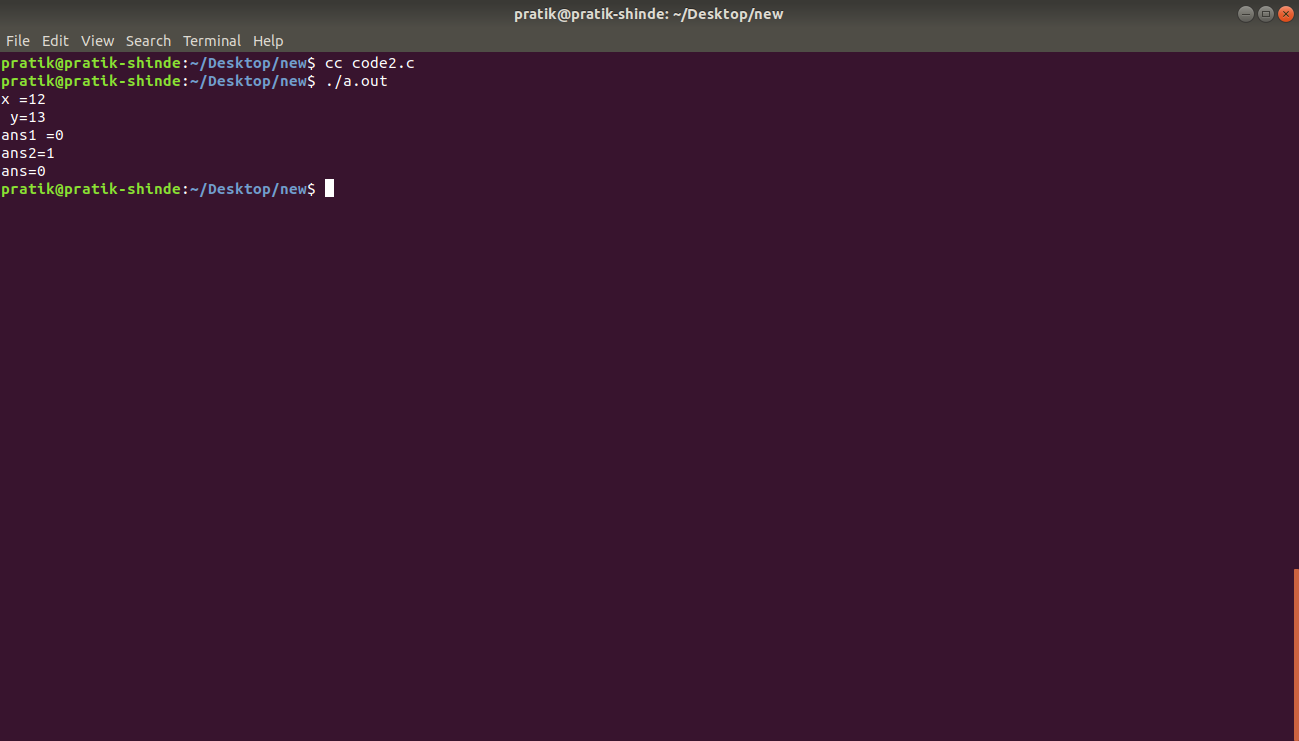 pratik@pratik-shinde: ~/Desktop/new
File Edit View Search Terminal Help
pratik@pratik-shinde:~/Desktop/new$ cc code2.c
pratik@pratik-shinde:~/Desktop/new$ ./a.out
x =12
 y=13
ans1 =0
ans2=1
ans=0
pratik@pratik-shinde:~/Desktop/new$